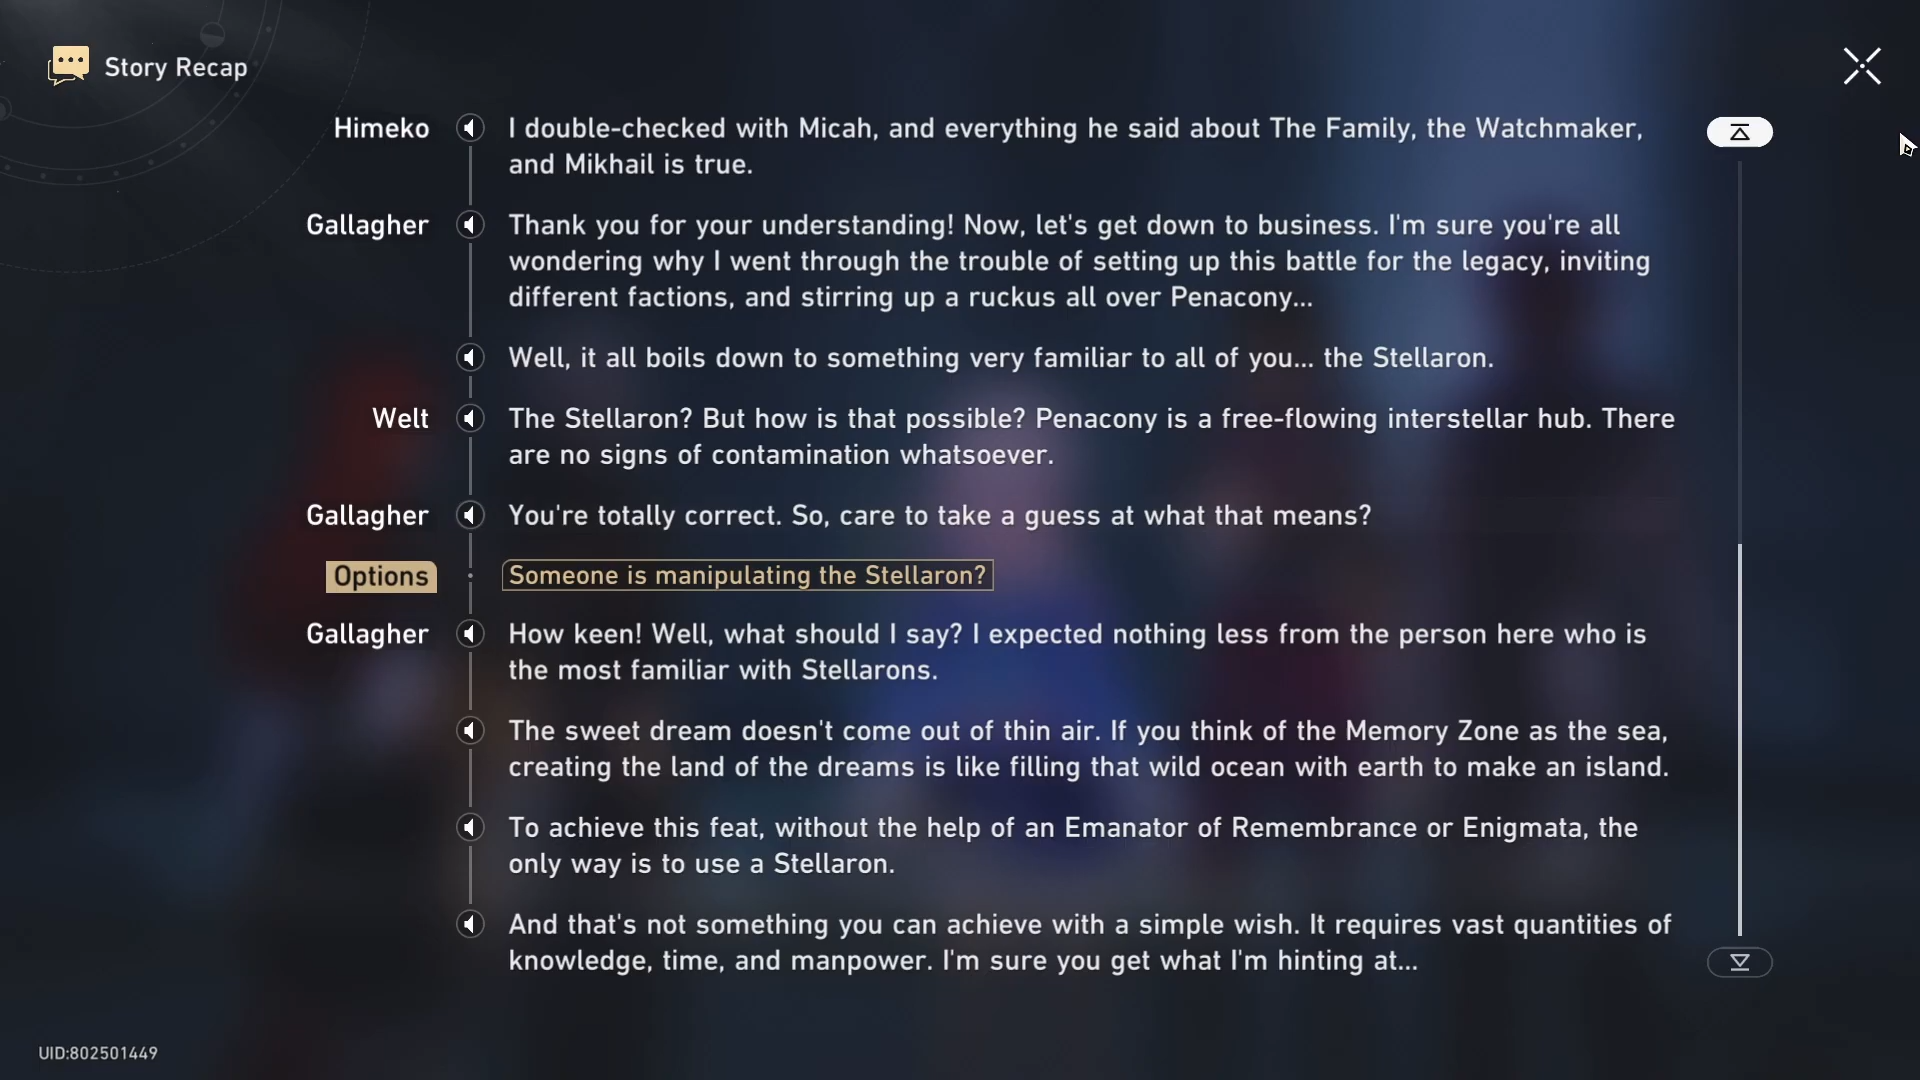 Story Recap
Himeko
I double-checked with Micah, and everything he said about The Family, the Watchmaker,
and Mikhail is true.
Gallagher
Thank you for your understanding! Now, let's get down to business. I'm sure you're all
wondering why I went through the trouble of setting up this battle for the legacy, inviting
different factions, and stirring up a ruckus all over Penacony...
Well, it all boils down to something very familiar to all of you... the Stellaron.
Welt
The Stellaron? But how is that possible? Penacony is a free-flowing interstellar hub. There
are no signs of contamination whatsoever.
Gallagher
You're totally correct. So, care to take a guess at what that means?
Options
Someone is manipulating the Stellaron?
Gallagher
How keen! Well, what should I say? I expected nothing less from the person here who is
the most familiar with Stellarons.
The sweet dream doesn't come out of thin air. If you think of the Memory Zone as the sea,
creating the land of the dreams is like filling that wild ocean with earth to make an island.
To achieve this feat, without the help of an Emanator of Remembrance or Enigmata, the
only way is to use a Stellaron.
And that's not something you can achieve with a simple wish. It requires vast quantities of
knowledge, time, and manpower. I'm sure you get what I'm hinting at...
UID:802501449